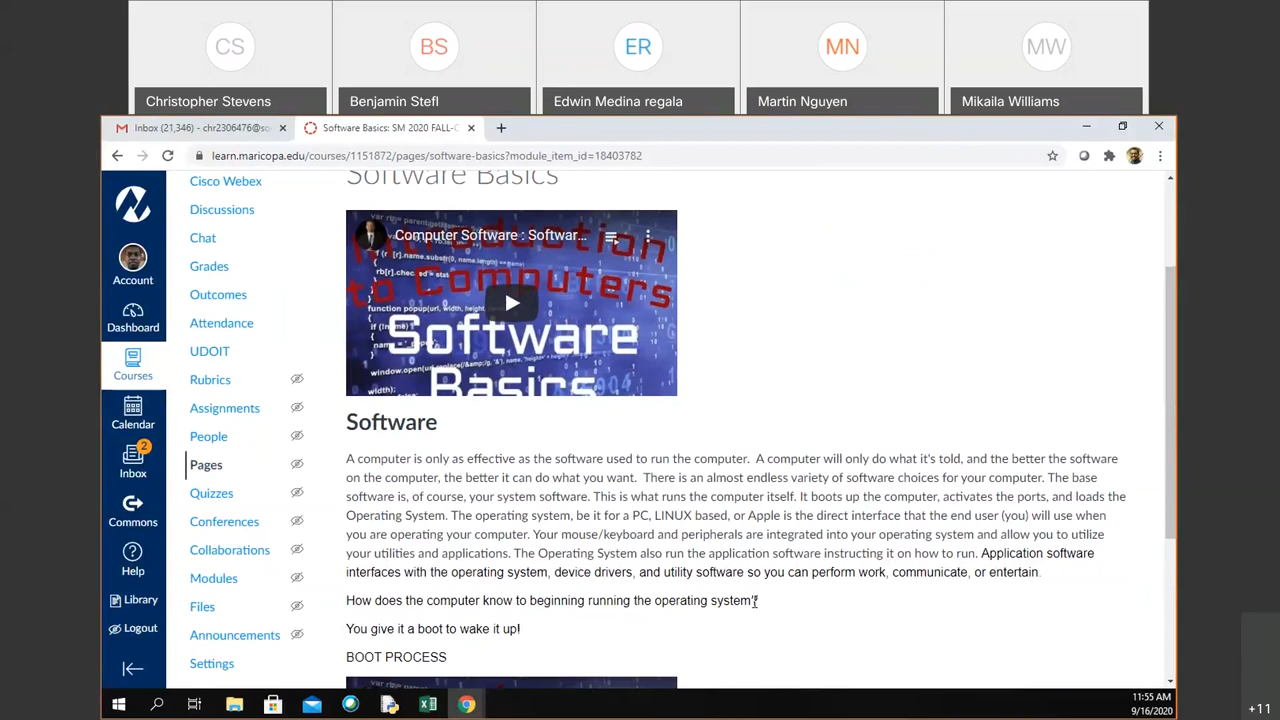 CS BS ER MN MW
Christopher Stevens Benjamin Stefl Edwin Medina regala Martin Nguyen Mikaila Williams
Inbox (21,346) - chr2306476@so Software Basics: SM 2020 FALL-C
learn.maricopa.edu/courses/1151872/pages/software-basics?module_item_id=18403782
Account
Dashboard
Courses
Calendar
2
Inbox
Commons
Help
Library
Logout
Cisco Webex
Discussions
Chat
Grades
Outcomes
Attendance
UDOIT
Rubrics
Assignments
People
Pages
Quizzes
Conferences
Collaborations
Modules
Files
Announcements
Settings
Software Basics
Computer Software : Softwar...
Introduction
to Computers
Software
Basics
Software
A computer is only as effective as the software used to run the computer. A computer will only do what it's told, and the better the software
on the computer, the better it can do what you want. There is an almost endless variety of software choices for your computer. The base
software is, of course, your system software. This is what runs the computer itself. It boots up the computer, activates the ports, and loads the
Operating System. The operating system, be it for a PC, LINUX based, or Apple is the direct interface that the end user (you) will use when
you are operating your computer. Your mouse/keyboard and peripherals are integrated into your operating system and allow you to utilize
your utilities and applications. The Operating System also run the application software instructing it on how to run. Application software
interfaces with the operating system, device drivers, and utility software so you can perform work, communicate, or entertain.
How does the computer know to beginning running the operating system?
You give it a boot to wake it up!
BOOT PROCESS
11:55 AM
9/16/2020
+11